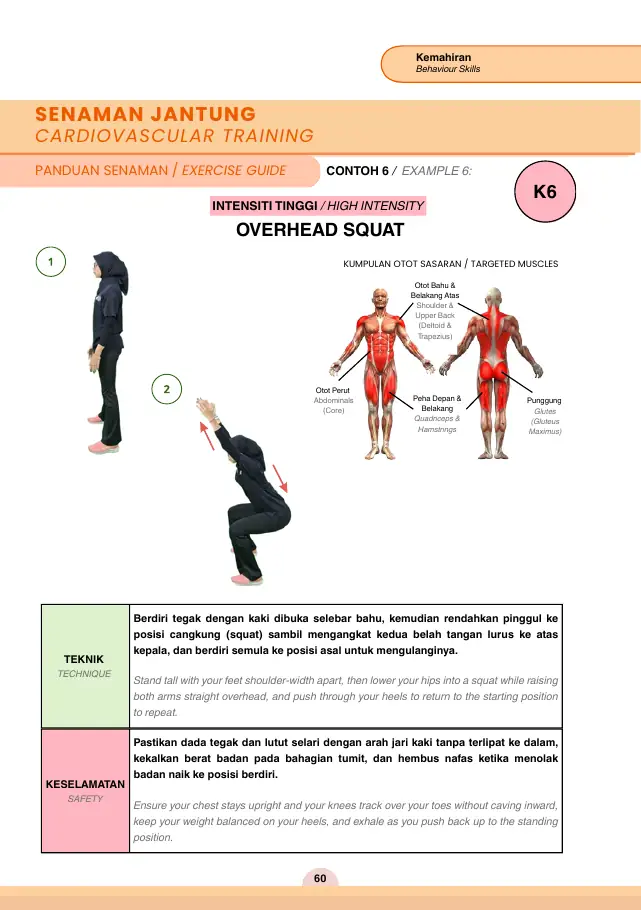 Kemahiran
Behaviour Skills
SENAMAN JANTUNG
CARDIOVASCULAR TRAINING
PANDUAN SENAMAN / EXERCISE GUIDE
CONTOH 6 / EXAMPLE 6:
K6
INTENSITI TINGGI / HIGH INTENSITY
OVERHEAD SQUAT
1
KUMPULAN OTOT SASARAN / TARGETED MUSCLES
Otot Bahu &
Belakang Atas
Shoulder &
Upper Back
(Deltoid &
Trapezius)
2
Otot Perut
Abdominals
(Core)
Peha Depan &
Belakang
Quadriceps &
Hamstrings
Punggung
Glutes
(Gluteus
Maximus)
TEKNIK
TECHNIQUE
Berdiri tegak dengan kaki dibuka selebar bahu, kemudian rendahkan pinggul ke
posisi cangkung (squat) sambil mengangkat kedua belah tangan lurus ke atas
kepala, dan berdiri semula ke posisi asal untuk mengulanginya.
Stand tall with your feet shoulder-width apart, then lower your hips into a squat while raising
both arms straight overhead, and push through your heels to return to the starting position
to repeat.
KESELAMATAN
SAFETY
Pastikan dada tegak dan lutut selari dengan arah jari kaki tanpa terlipat ke dalam,
kekalkan berat badan pada bahagian tumit, dan hembus nafas ketika menolak
badan naik ke posisi berdiri.
Ensure your chest stays upright and your knees track over your toes without caving inward,
keep your weight balanced on your heels, and exhale as you push back up to the standing
position.
60